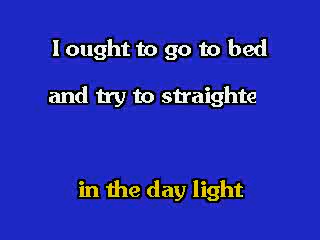 I ought to go to bed
and try to straighte
in the day light